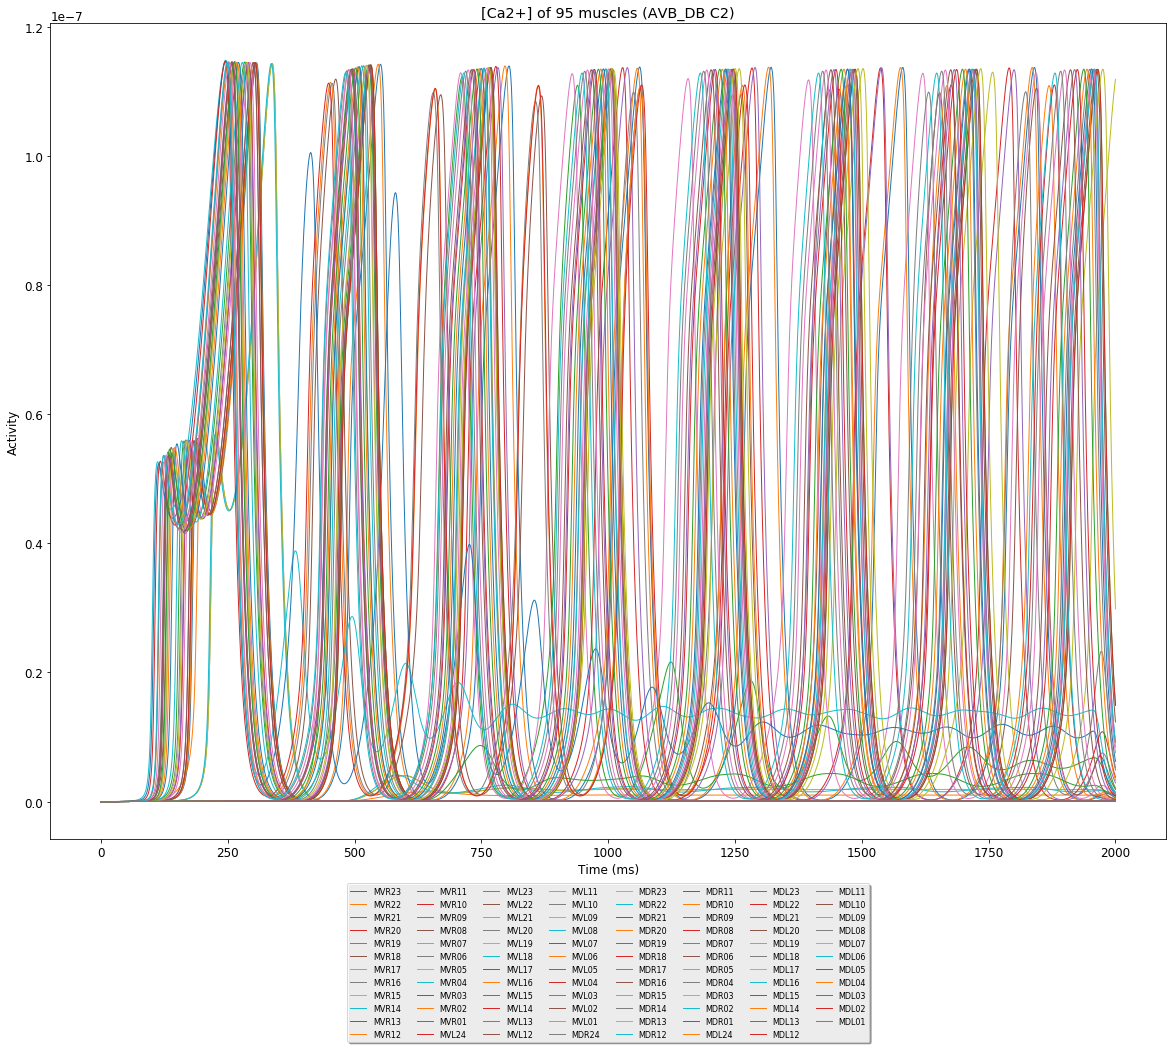 [Ca2+] of 95 muscles (AVB_DB C2)
1e−7
1.2
1.0
0.8
0.6
0.4
0.2
0.0
Activity
0 250 500 750 1000 1250 1500 1750 2000
Time (ms)
MVR23 MVR11 MVL23 MVL11 MDR23 MDR11 MDL23 MDL11
MVR22 MVR10 MVL22 MVL10 MDR22 MDR10 MDL22 MDL10
MVR21 MVR09 MVL21 MVL09 MDR21 MDR09 MDL21 MDL09
MVR20 MVR08 MVL20 MVL08 MDR20 MDR08 MDL20 MDL08
MVR19 MVR07 MVL19 MVL07 MDR19 MDR07 MDL19 MDL07
MVR18 MVR06 MVL18 MVL06 MDR18 MDR06 MDL18 MDL06
MVR17 MVR05 MVL17 MVL05 MDR17 MDR05 MDL17 MDL05
MVR16 MVR04 MVL16 MVL04 MDR16 MDR04 MDL16 MDL04
MVR15 MVR03 MVL15 MVL03 MDR15 MDR03 MDL15 MDL03
MVR14 MVR02 MVL14 MVL02 MDR14 MDR02 MDL14 MDL02
MVR13 MVR01 MVL13 MVL01 MDR13 MDR01 MDL13 MDL01
MVR12 MVL24 MVL12 MDR24 MDR12 MDL24 MDL12